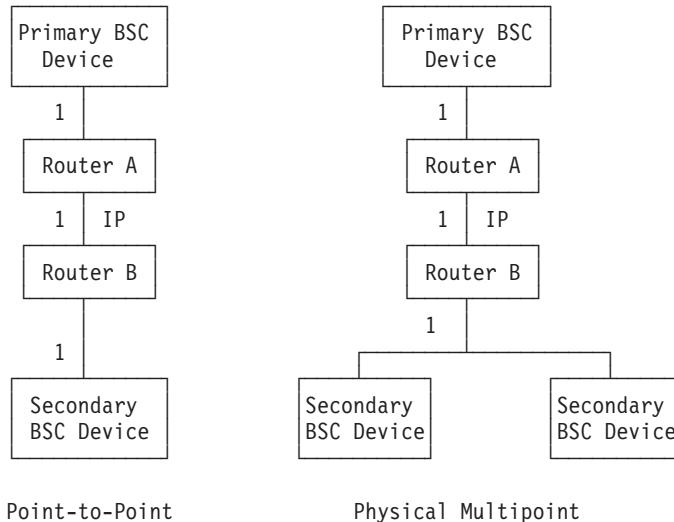 Primary BSC
Device
1
Router A
1 IP
Router B
1
Secondary
BSC Device
Point-to-Point
Primary BSC
Device
1
Router A
1 IP
Router B
1
Secondary
BSC Device
Secondary
BSC Device
Physical Multipoint